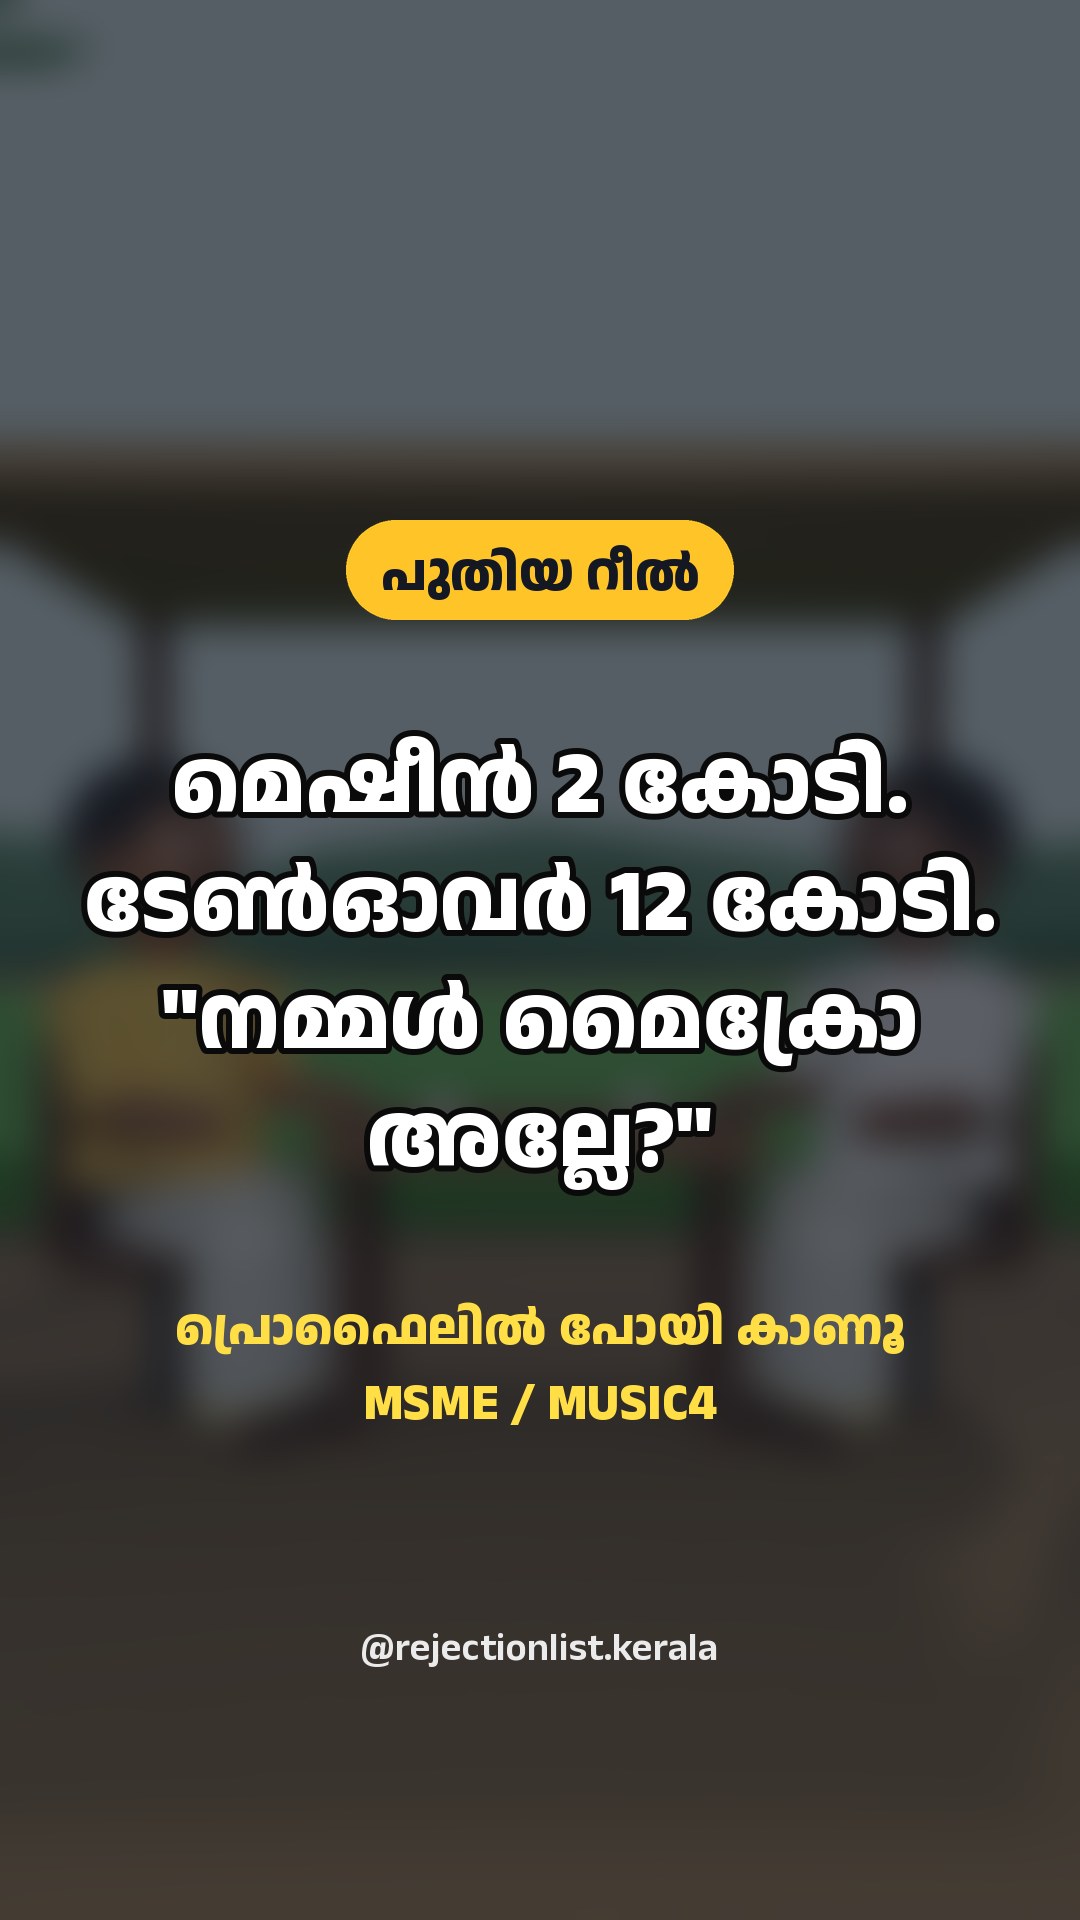 പുതിയ റീൽ
മെഷീൻ 2 കോടി.
ടേൺഓവർ 12 കോടി.
"നമ്മൾ മൈക്രോ
അല്ലേ?"
പ്രൊഫൈലിൽ പോയി കാണൂ
MSME / MUSIC4
@rejectionlist.kerala